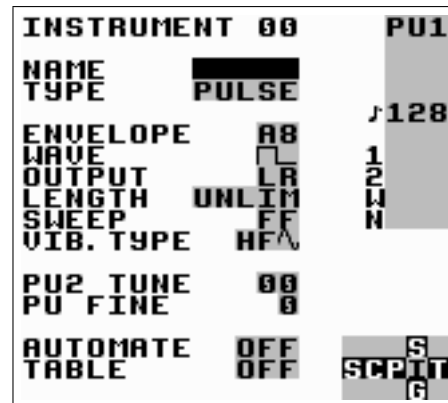 INSTRUMENT 00 PU1
NAME
TYPE PULSE
♪128
ENVELOPE A8
WAVE 1
OUTPUT LR 2
LENGTH UNLIM W
SWEEP FF N
VIB. TYPE HF
PU2 TUNE 00
PU FINE 0
AUTOMATE OFF S
TABLE OFF SCPIT
G